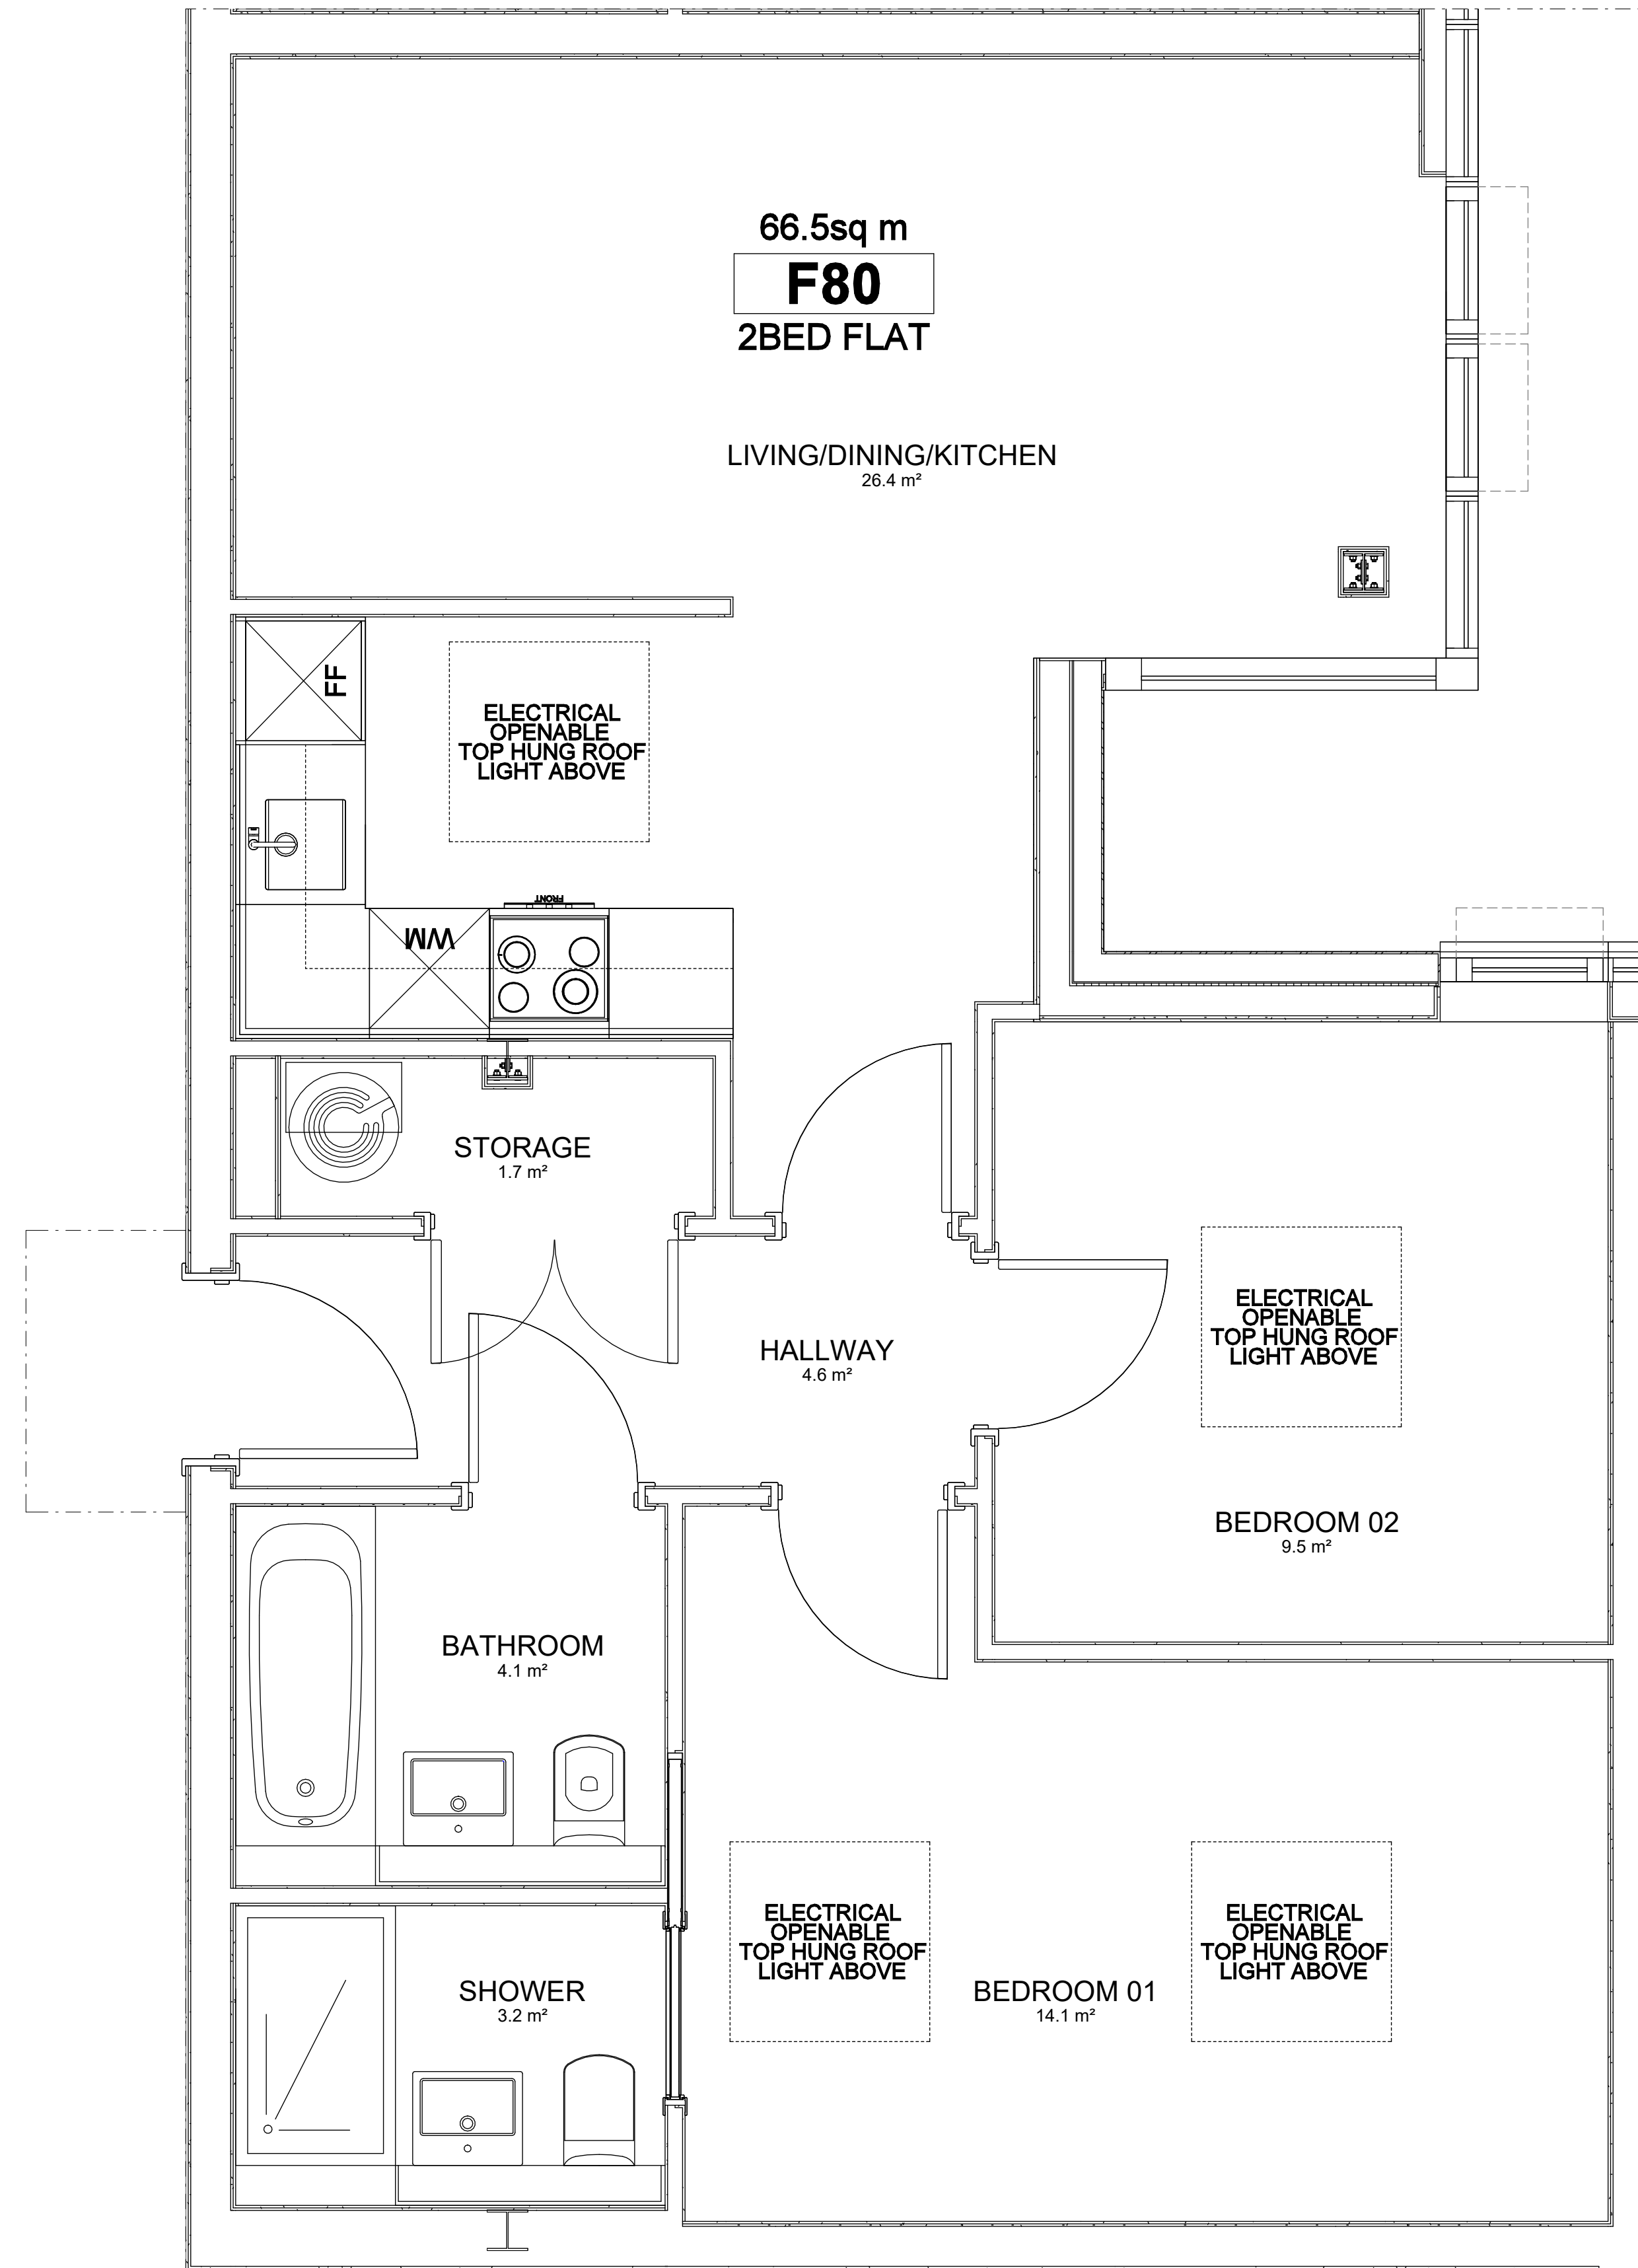 66.5sq m
F80
2BED FLAT
LIVING/DINING/KITCHEN
26.4 m²
FF
ELECTRICAL
OPENABLE
TOP HUNG ROOF
LIGHT ABOVE
FRONT
WM
STORAGE
1.7 m²
HALLWAY
4.6 m²
ELECTRICAL
OPENABLE
TOP HUNG ROOF
LIGHT ABOVE
BEDROOM 02
9.5 m²
BATHROOM
4.1 m²
ELECTRICAL
OPENABLE
TOP HUNG ROOF
LIGHT ABOVE
ELECTRICAL
OPENABLE
TOP HUNG ROOF
LIGHT ABOVE
SHOWER
3.2 m²
BEDROOM 01
14.1 m²